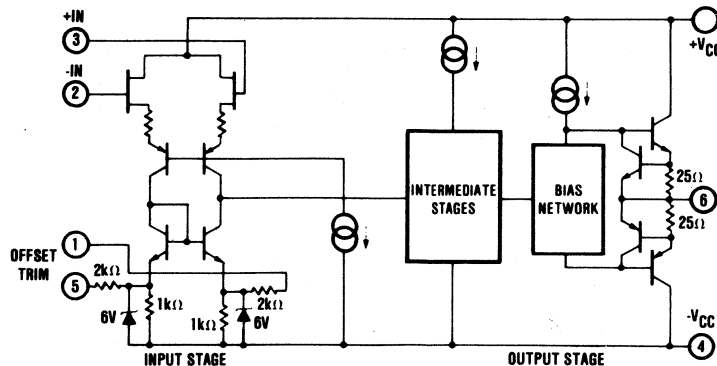 +IN
3
-IN
2
+VCC
INTERMEDIATE
STAGES
BIAS
NETWORK
25Ω
6
25Ω
1
OFFSET
TRIM
2kΩ
5
1kΩ
6V
2kΩ
1kΩ
6V
-VCC
4
INPUT STAGE
OUTPUT STAGE